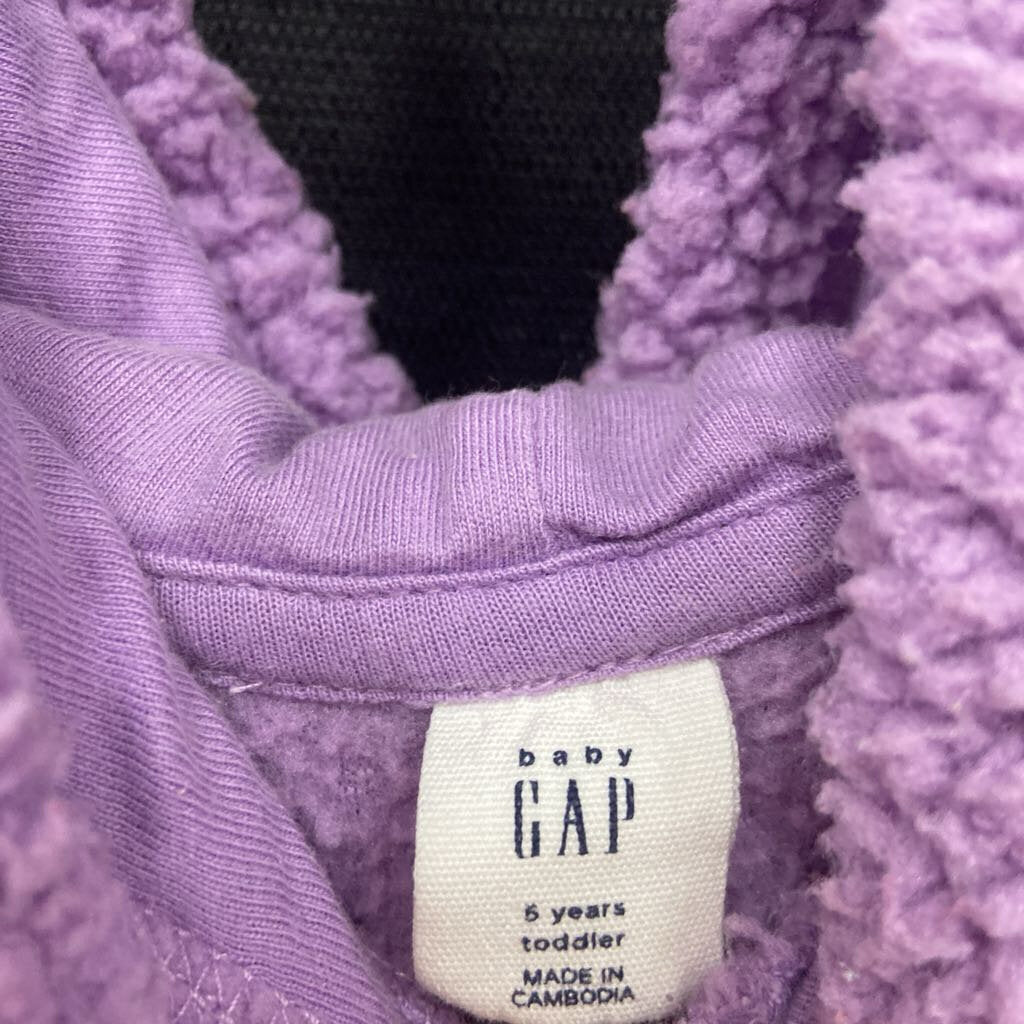 baby
GAP
5 years
toddler
MADE IN
CAMBODIA